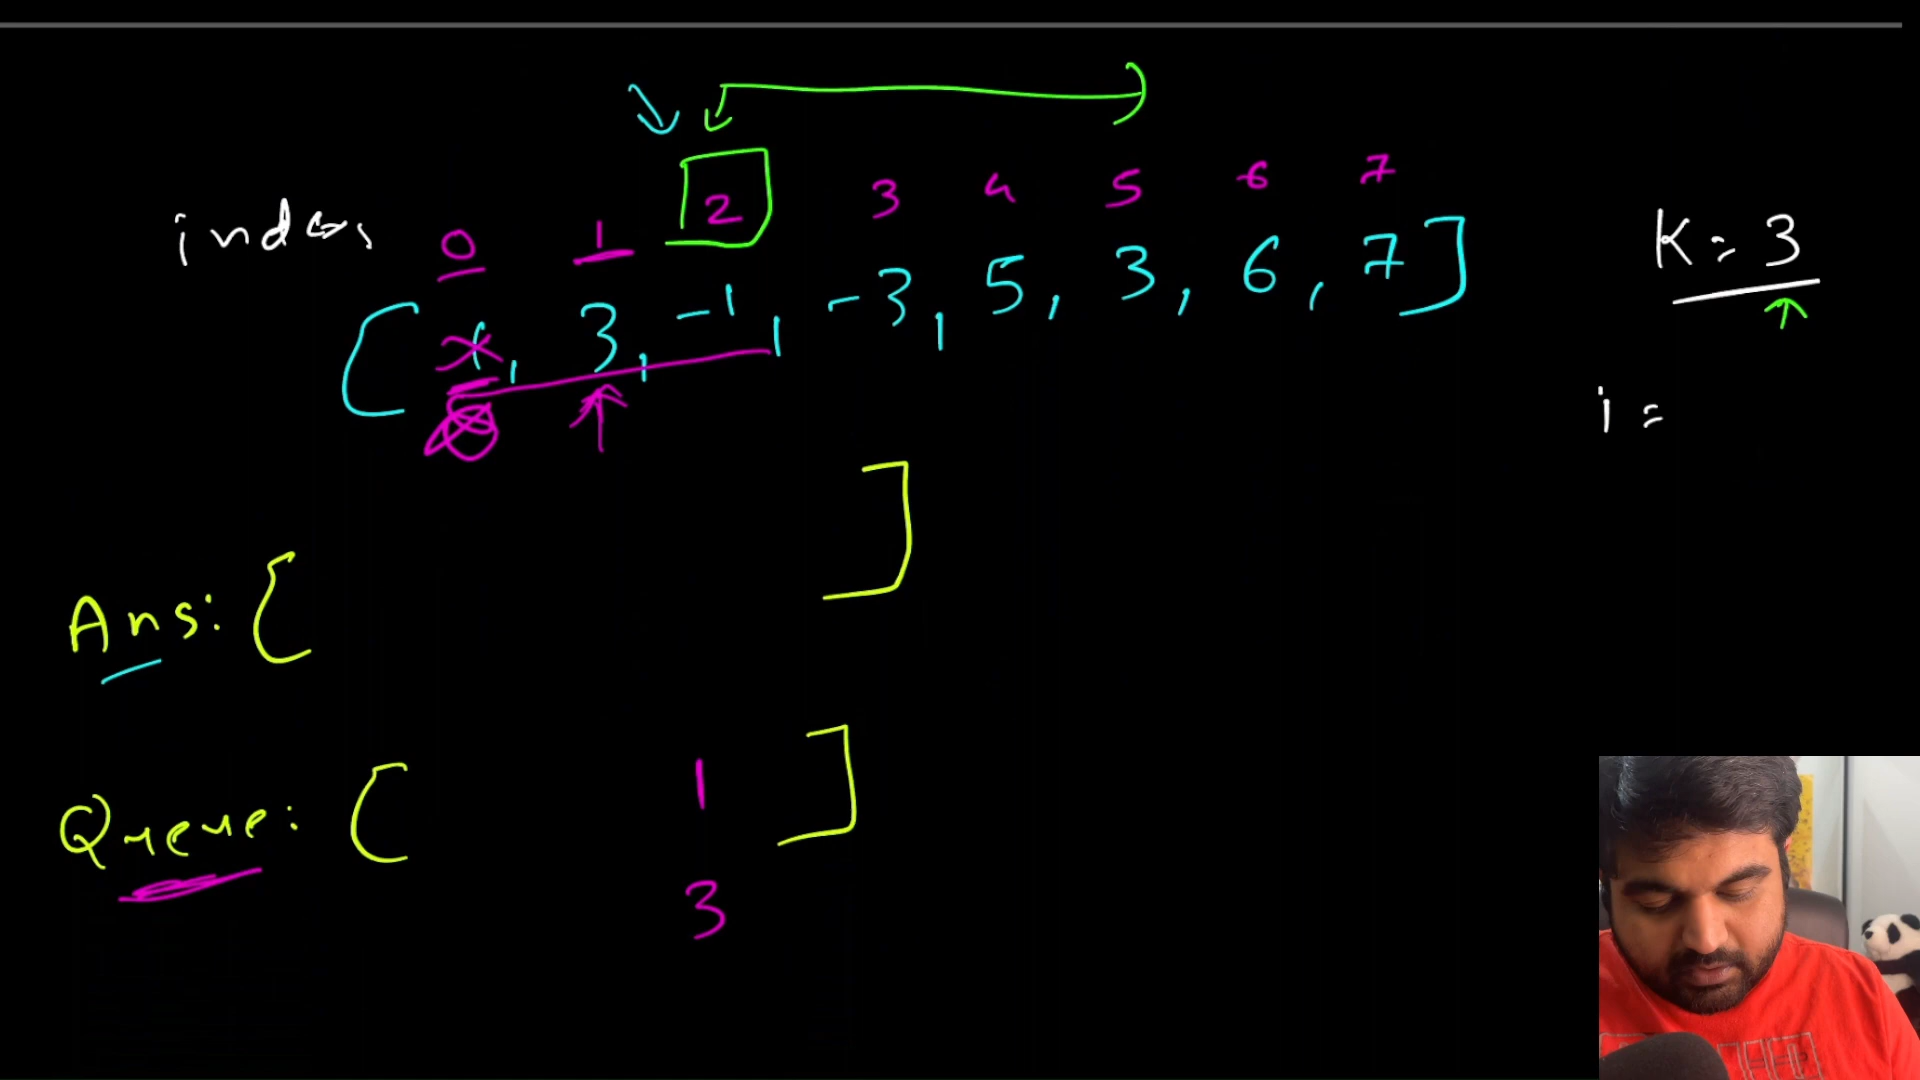 index 0 1 2 3 4 5 6 7
[ 1, 3, -1, -3, 5, 3, 6, 7 ]
K = 3
i =
Ans: [ ]
Queue: [ 1 ]
3